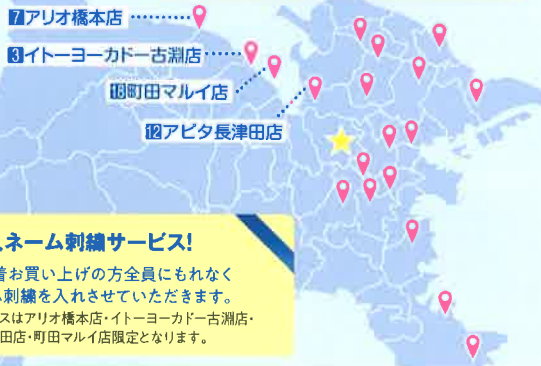 7アリオ橋本店
3イトーヨーカドー古淵店
18町田マルイ店
12アピタ長津田店
ネーム刺繍サービス!
着お買い上げの方全員にもれなく
刺繍を入れさせていただきます。
スはアリオ橋本店・イトーヨーカドー古淵店・
田店・町田マルイ店限定となります。